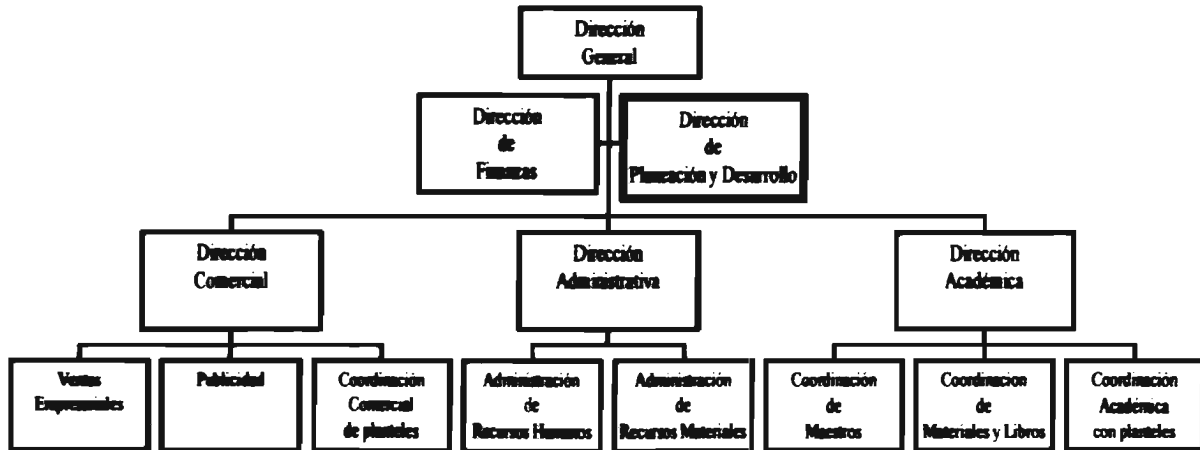 Dirección
General
Dirección
de
Finanzas
Dirección
de
Planeación y Desarrollo
Dirección
Comercial
Dirección
Administrativa
Dirección
Académica
Ventas
Empresariales
Publicidad
Coordinación
Comercial
de planteles
Administración
de
Recursos Humanos
Administración
de
Recursos Materiales
Coordinación
de
Maestros
Coordinacion
de
Materiales y Libros
Coordinación
Académica
con planteles